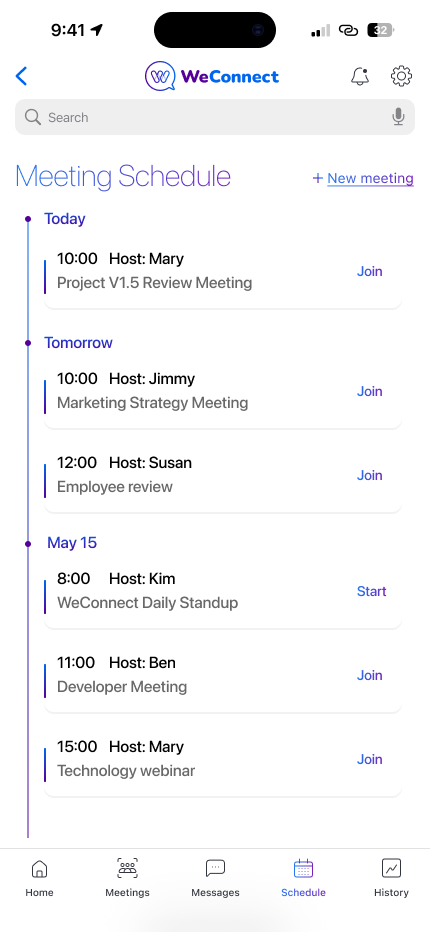 9:41
32
WeConnect
Search
Meeting Schedule
+ New meeting
Today
10:00 Host: Mary
Project V1.5 Review Meeting
Join
Tomorrow
10:00 Host: Jimmy
Marketing Strategy Meeting
Join
12:00 Host: Susan
Employee review
Join
May 15
8:00 Host: Kim
WeConnect Daily Standup
Start
11:00 Host: Ben
Developer Meeting
Join
15:00 Host: Mary
Technology webinar
Join
Home
Meetings
Messages
Schedule
History